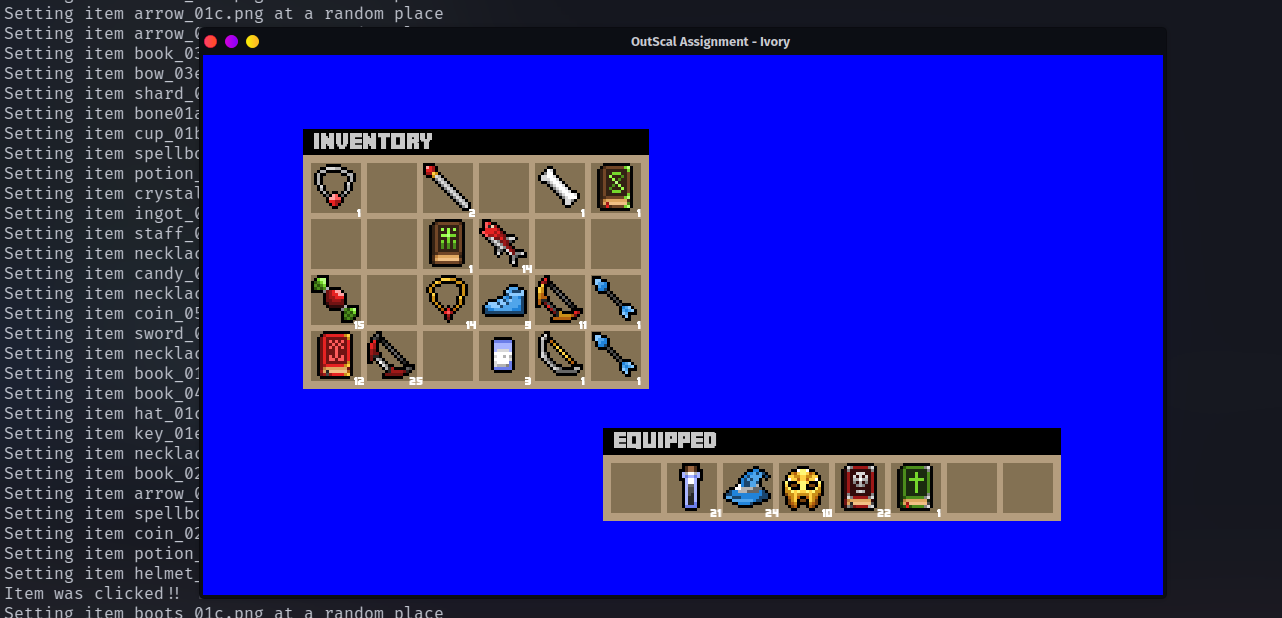 Setting item arrow_01c.png at a random place
Setting item arrow_0
OutScal Assignment - Ivory
Setting item book_03
Setting item bow_03e
Setting item shard_0
Setting item bone01a
Setting item cup_01b
INVENTORY
Setting item spellbo
Setting item potion_
Setting item crystal
Setting item ingot_0
1 2 1 1
Setting item staff_0
Setting item necklac
1 14
Setting item candy_0
Setting item necklac
Setting item coin_05
15 14 9 11 1
Setting item sword_0
Setting item necklac
Setting item book_01
12 25 3 1 1
Setting item book_04
Setting item hat_01c
Setting item key_01e
EQUIPPED
Setting item necklac
Setting item book_02
Setting item arrow_0
Setting item spellbo
21 24 10 22 1
Setting item coin_02
Setting item potion_
Setting item helmet_
Item was clicked!!
Setting item boots_01c.png at a random place